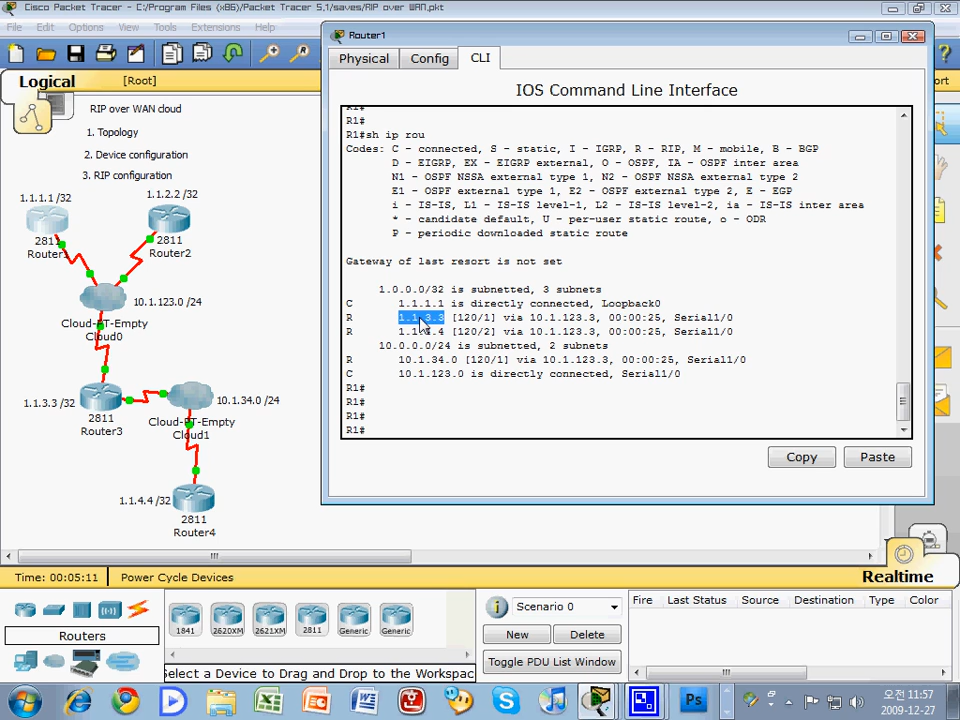 Cisco Packet Tracer - C:/Program Files (x86)/Packet Tracer 5.1/saves/RIP over WAN.pkt
File Edit Options View Tools Extensions Help
Logical
[Root]
RIP over WAN cloud
1. Topology
2. Device configuration
3. RIP configuration
1.1.1.1 /32
1.1.2.2 /32
2811
Router1
2811
Router2
10.1.123.0 /24
Cloud-PT-Empty
Cloud0
1.1.3.3 /32
2811
Router3
10.1.34.0 /24
Cloud-PT-Empty
Cloud1
1.1.4.4 /32
2811
Router4
Router1
Physical Config CLI
IOS Command Line Interface
R1#
R1#
R1#sh ip rou
Codes: C - connected, S - static, I - IGRP, R - RIP, M - mobile, B - BGP
D - EIGRP, EX - EIGRP external, O - OSPF, IA - OSPF inter area
N1 - OSPF NSSA external type 1, N2 - OSPF NSSA external type 2
E1 - OSPF external type 1, E2 - OSPF external type 2, E - EGP
i - IS-IS, L1 - IS-IS level-1, L2 - IS-IS level-2, ia - IS-IS inter area
* - candidate default, U - per-user static route, o - ODR
P - periodic downloaded static route
Gateway of last resort is not set
1.0.0.0/32 is subnetted, 3 subnets
C 1.1.1.1 is directly connected, Loopback0
R 1.1.3.3 [120/1] via 10.1.123.3, 00:00:25, Serial1/0
R 1.1.4.4 [120/2] via 10.1.123.3, 00:00:25, Serial1/0
10.0.0.0/24 is subnetted, 2 subnets
R 10.1.34.0 [120/1] via 10.1.123.3, 00:00:25, Serial1/0
C 10.1.123.0 is directly connected, Serial1/0
R1#
R1#
R1#
R1#
Copy Paste
Time: 00:05:11 Power Cycle Devices
Realtime
Routers
1841 2620XM 2621XM 2811 Generic Generic
Select a Device to Drag and Drop to the Workspac
Scenario 0
New Delete
Toggle PDU List Window
Fire Last Status Source Destination Type Color
오전 11:57
2009-12-27